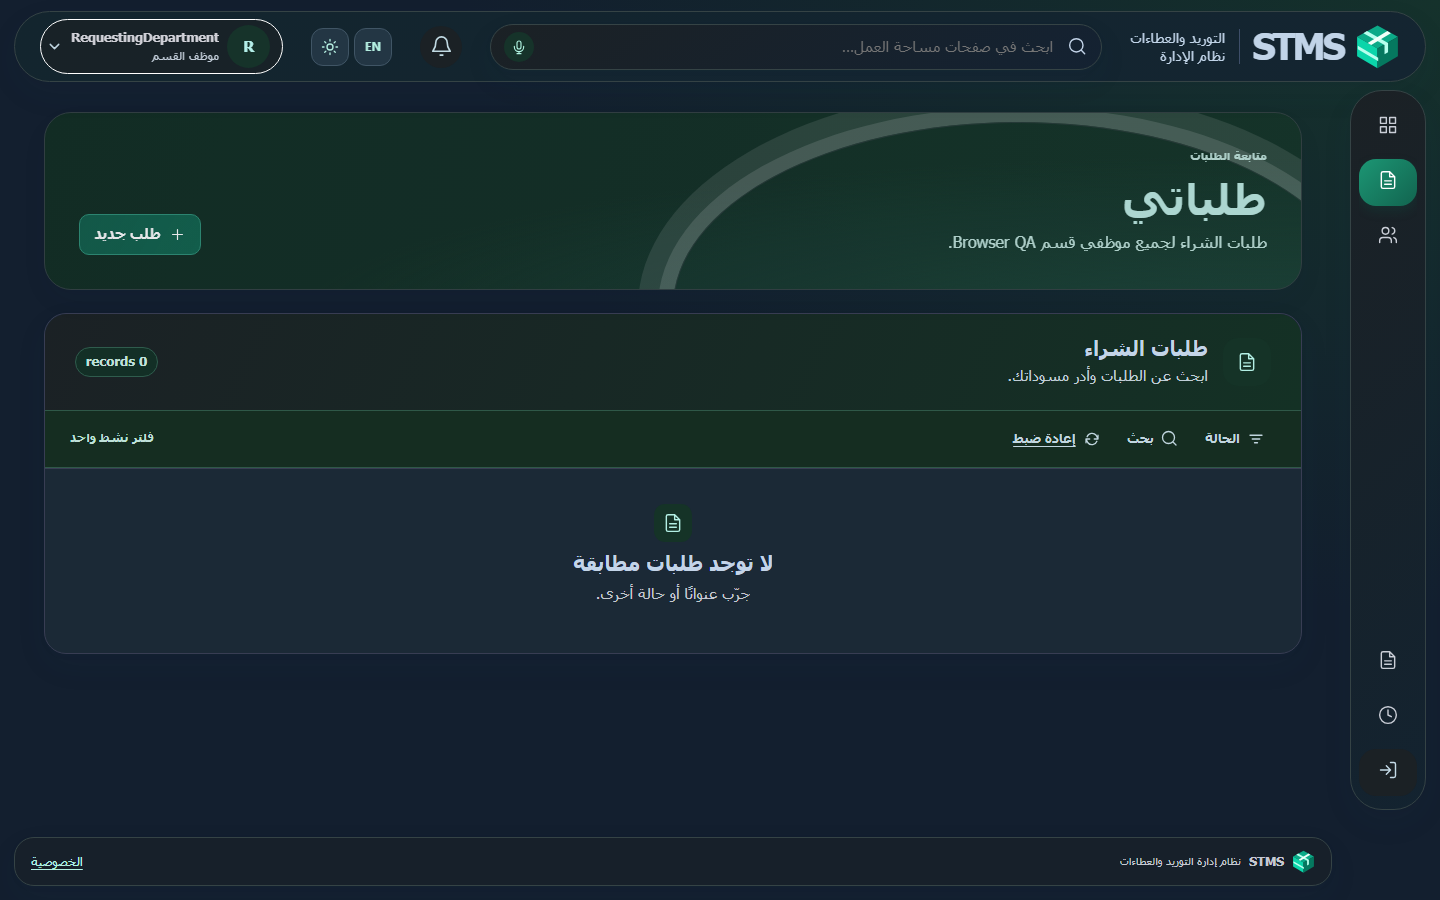 STMS
التوريد والعطاءات
نظام الإدارة
ابحث في صفحات مساحة العمل...
EN
R
RequestingDepartment
موظف القسم
متابعة الطلبات
طلباتي
طلبات الشراء لجميع موظفي قسم Browser QA.
طلب جديد
طلبات الشراء
ابحث عن الطلبات وأدر مسوداتك.
0 records
الحالة
بحث
إعادة ضبط
فلتر نشط واحد
لا توجد طلبات مطابقة
جرّب عنوانًا أو حالة أخرى.
STMS نظام إدارة التوريد والعطاءات
الخصوصية